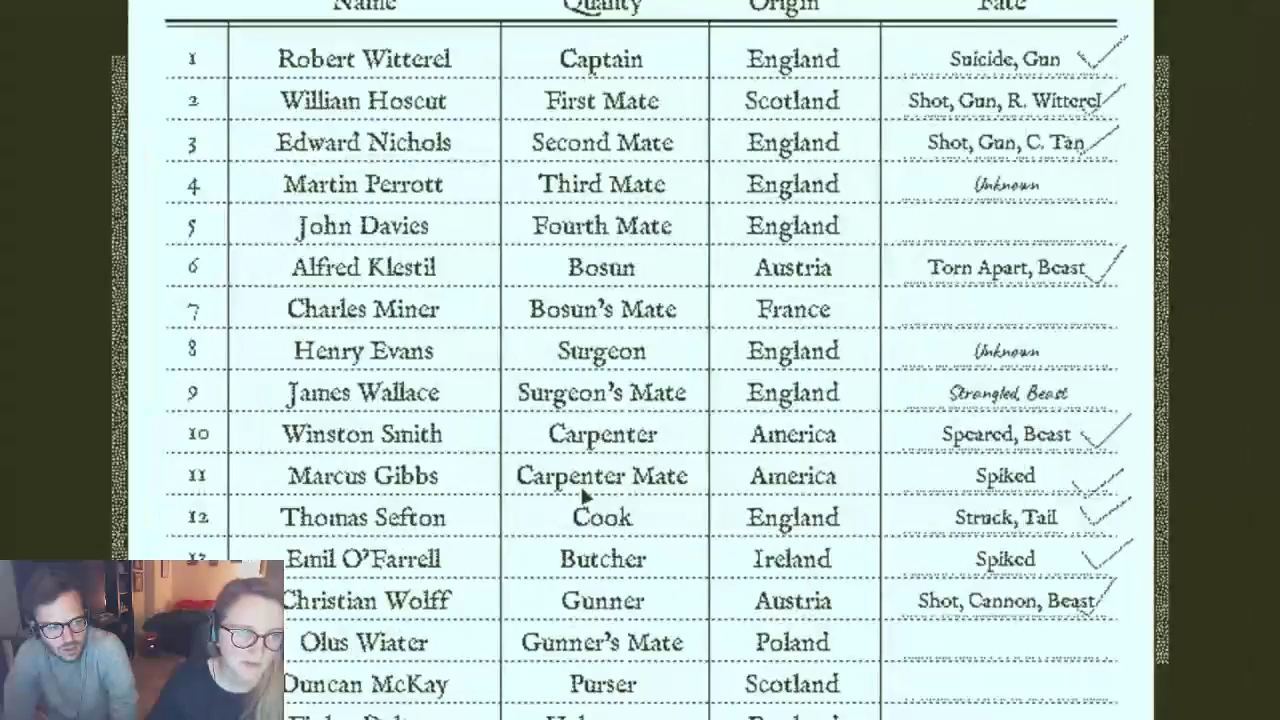 Name Quality Origin Fate
1 Robert Witterel Captain England Suicide, Gun
2 William Hoscut First Mate Scotland Shot, Gun, R. Witterel
3 Edward Nichols Second Mate England Shot, Gun, C. Tan
4 Martin Perrott Third Mate England Unknown
5 John Davies Fourth Mate England
6 Alfred Klestil Bosun Austria Torn Apart, Beast
7 Charles Miner Bosun's Mate France
8 Henry Evans Surgeon England Unknown
9 James Wallace Surgeon's Mate England Strangled, Beast
10 Winston Smith Carpenter America Speared, Beast
11 Marcus Gibbs Carpenter Mate America Spiked
12 Thomas Sefton Cook England Struck, Tail
13 Emil O'Farrell Butcher Ireland Spiked
Christian Wolff Gunner Austria Shot, Cannon, Beast
Olus Wiater Gunner's Mate Poland
Duncan McKay Purser Scotland